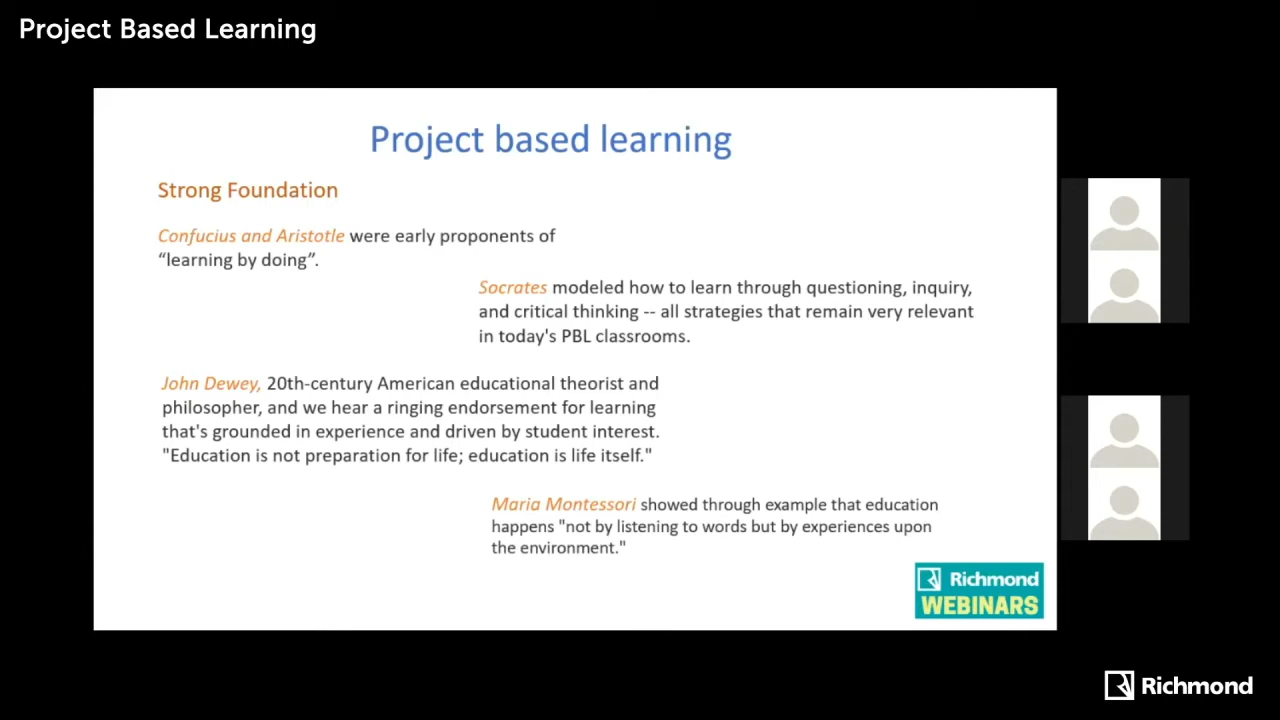 Project Based Learning
Project based learning
Strong Foundation
Confucius and Aristotle were early proponents of
“learning by doing”.
Socrates modeled how to learn through questioning, inquiry,
and critical thinking -- all strategies that remain very relevant
in today's PBL classrooms.
John Dewey, 20th-century American educational theorist and
philosopher, and we hear a ringing endorsement for learning
that's grounded in experience and driven by student interest.
"Education is not preparation for life; education is life itself."
Maria Montessori showed through example that education
happens "not by listening to words but by experiences upon
the environment."
Richmond
WEBINARS
Richmond